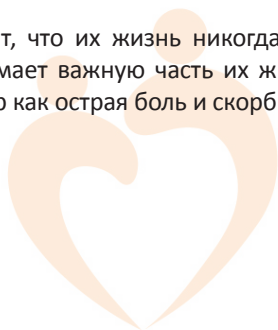 т, что их жизнь никогда
мает важную часть их ж
о как острая боль и скорб